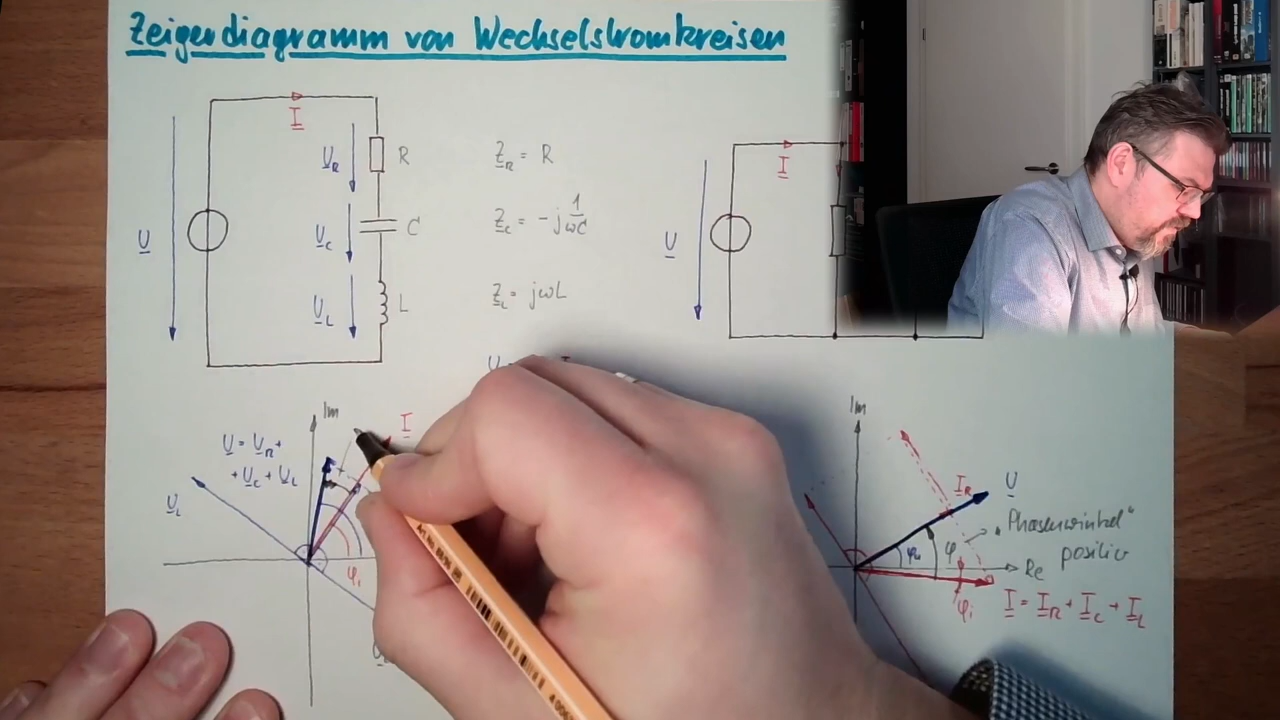 Zeigerdiagramm von Wechselstromkreisen
I
U
U_R
R
Z_R = R
U_C
C
Z_C = -j 1/ωC
U_L
L
Z_L = jωL
I
U
Im
I
U = U_R +
+ U_C + U_L
U_L
φ_i
Im
I_R
U
"Phasenwinkel"
positiv
φ_u
φ
Re
φ_i
I = I_R + I_C + I_L